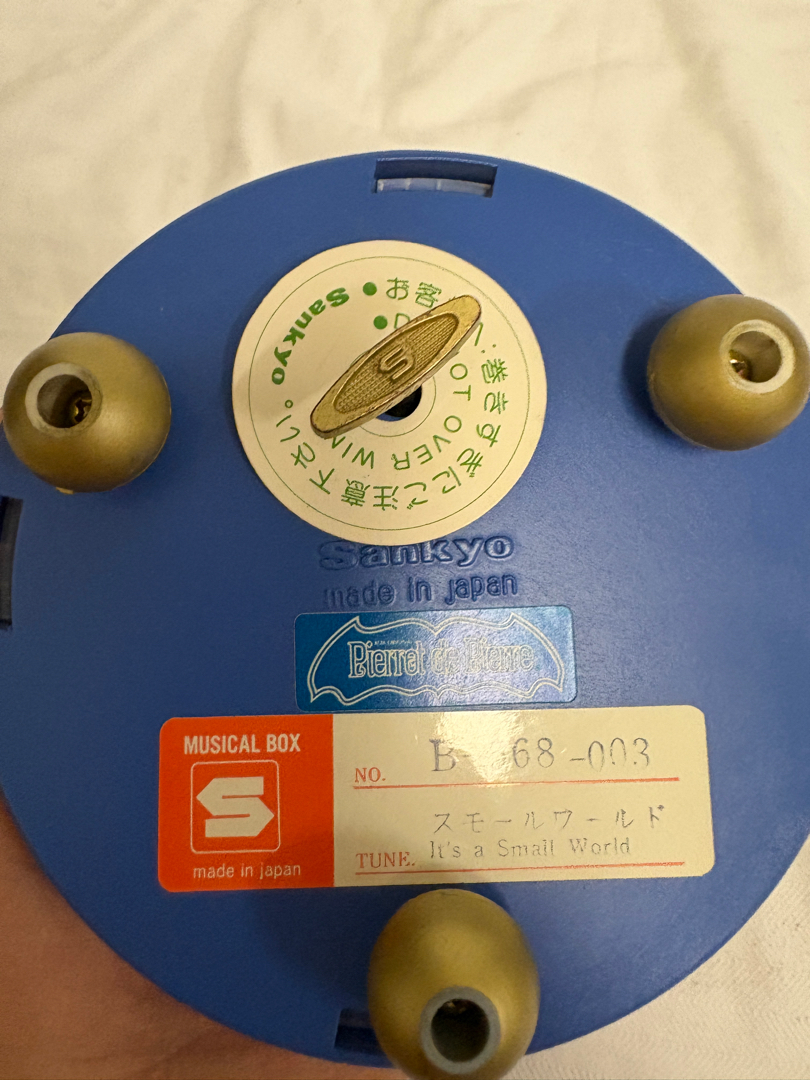 Sankyo
● お客
い：巻きすぎにご注意下さい。
OT OVER WIN
Sankyo
made in japan
Pierrot de Pierre
MUSICAL BOX
S
made in japan
NO. 68-003
スモールワールド
TUNE. It's a Small World